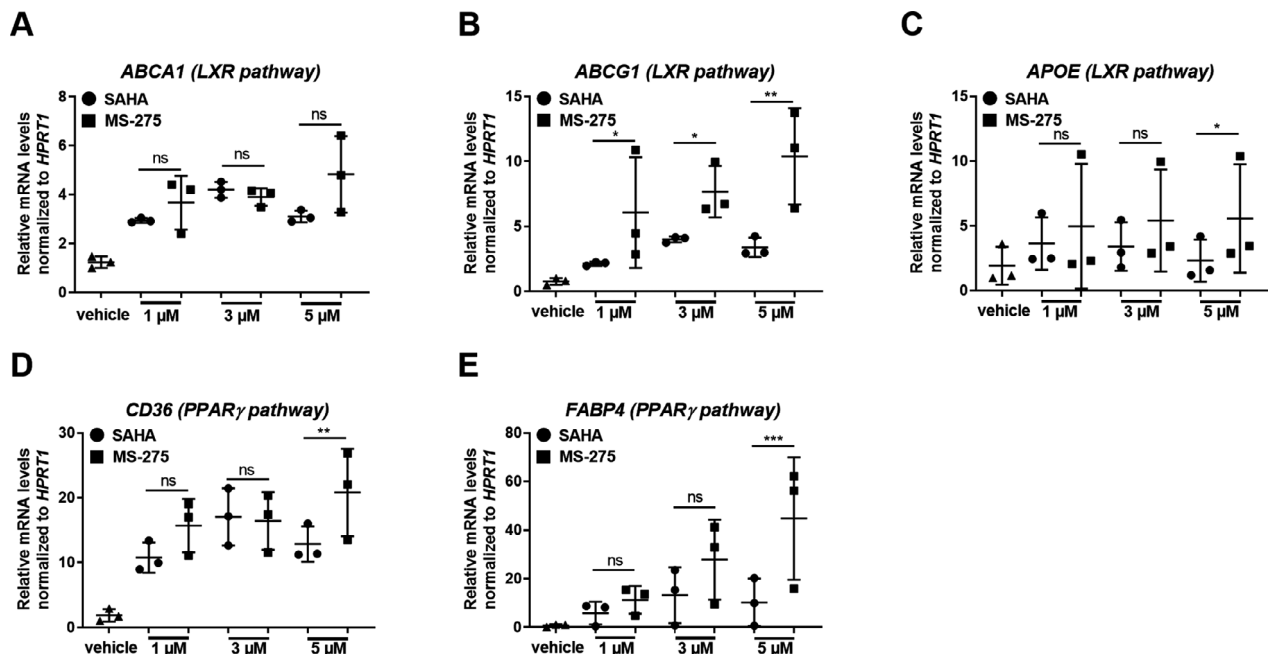 A
ABCA1 (LXR pathway)
Relative mRNA levels
normalized to HPRT1
8
6
4
2
0
SAHA
MS-275
ns
ns
ns
vehicle
1 µM
3 µM
5 µM
B
ABCG1 (LXR pathway)
Relative mRNA levels
normalized to HPRT1
15
10
5
0
SAHA
MS-275
*
*
**
vehicle
1 µM
3 µM
5 µM
C
APOE (LXR pathway)
Relative mRNA levels
normalized to HPRT1
15
10
5
0
SAHA
MS-275
ns
ns
*
vehicle
1 µM
3 µM
5 µM
D
CD36 (PPARγ pathway)
Relative mRNA levels
normalized to HPRT1
30
20
10
0
SAHA
MS-275
ns
ns
**
vehicle
1 µM
3 µM
5 µM
E
FABP4 (PPARγ pathway)
Relative mRNA levels
normalized to HPRT1
80
60
40
20
0
SAHA
MS-275
ns
ns
***
vehicle
1 µM
3 µM
5 µM